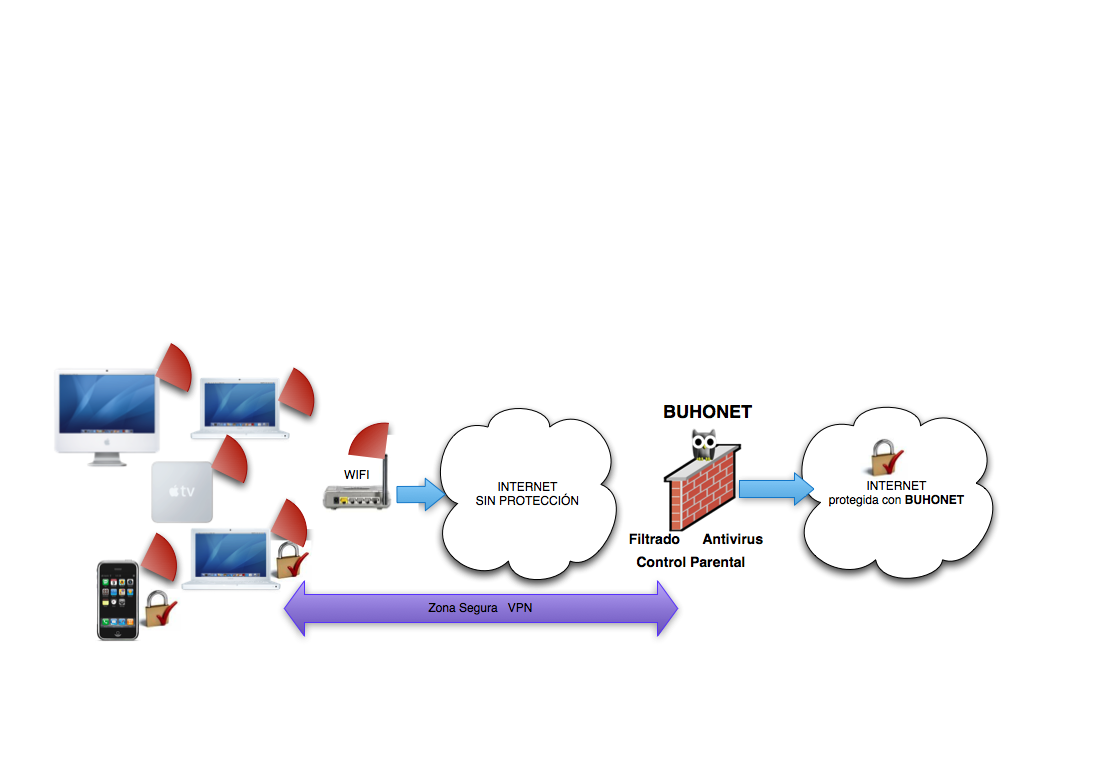 tv
WIFI
INTERNET
SIN PROTECCIÓN
BUHONET
Filtrado Antivirus
Control Parental
INTERNET
protegida con BUHONET
Zona Segura VPN